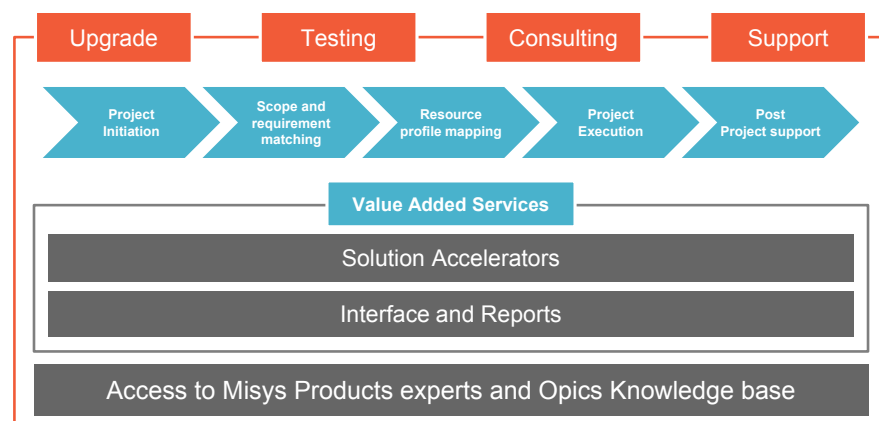 Upgrade
Testing
Consulting
Support
Project
Initiation
Scope and
requirement
matching
Resource
profile mapping
Project
Execution
Post
Project support
Value Added Services
Solution Accelerators
Interface and Reports
Access to Misys Products experts and Opics Knowledge base